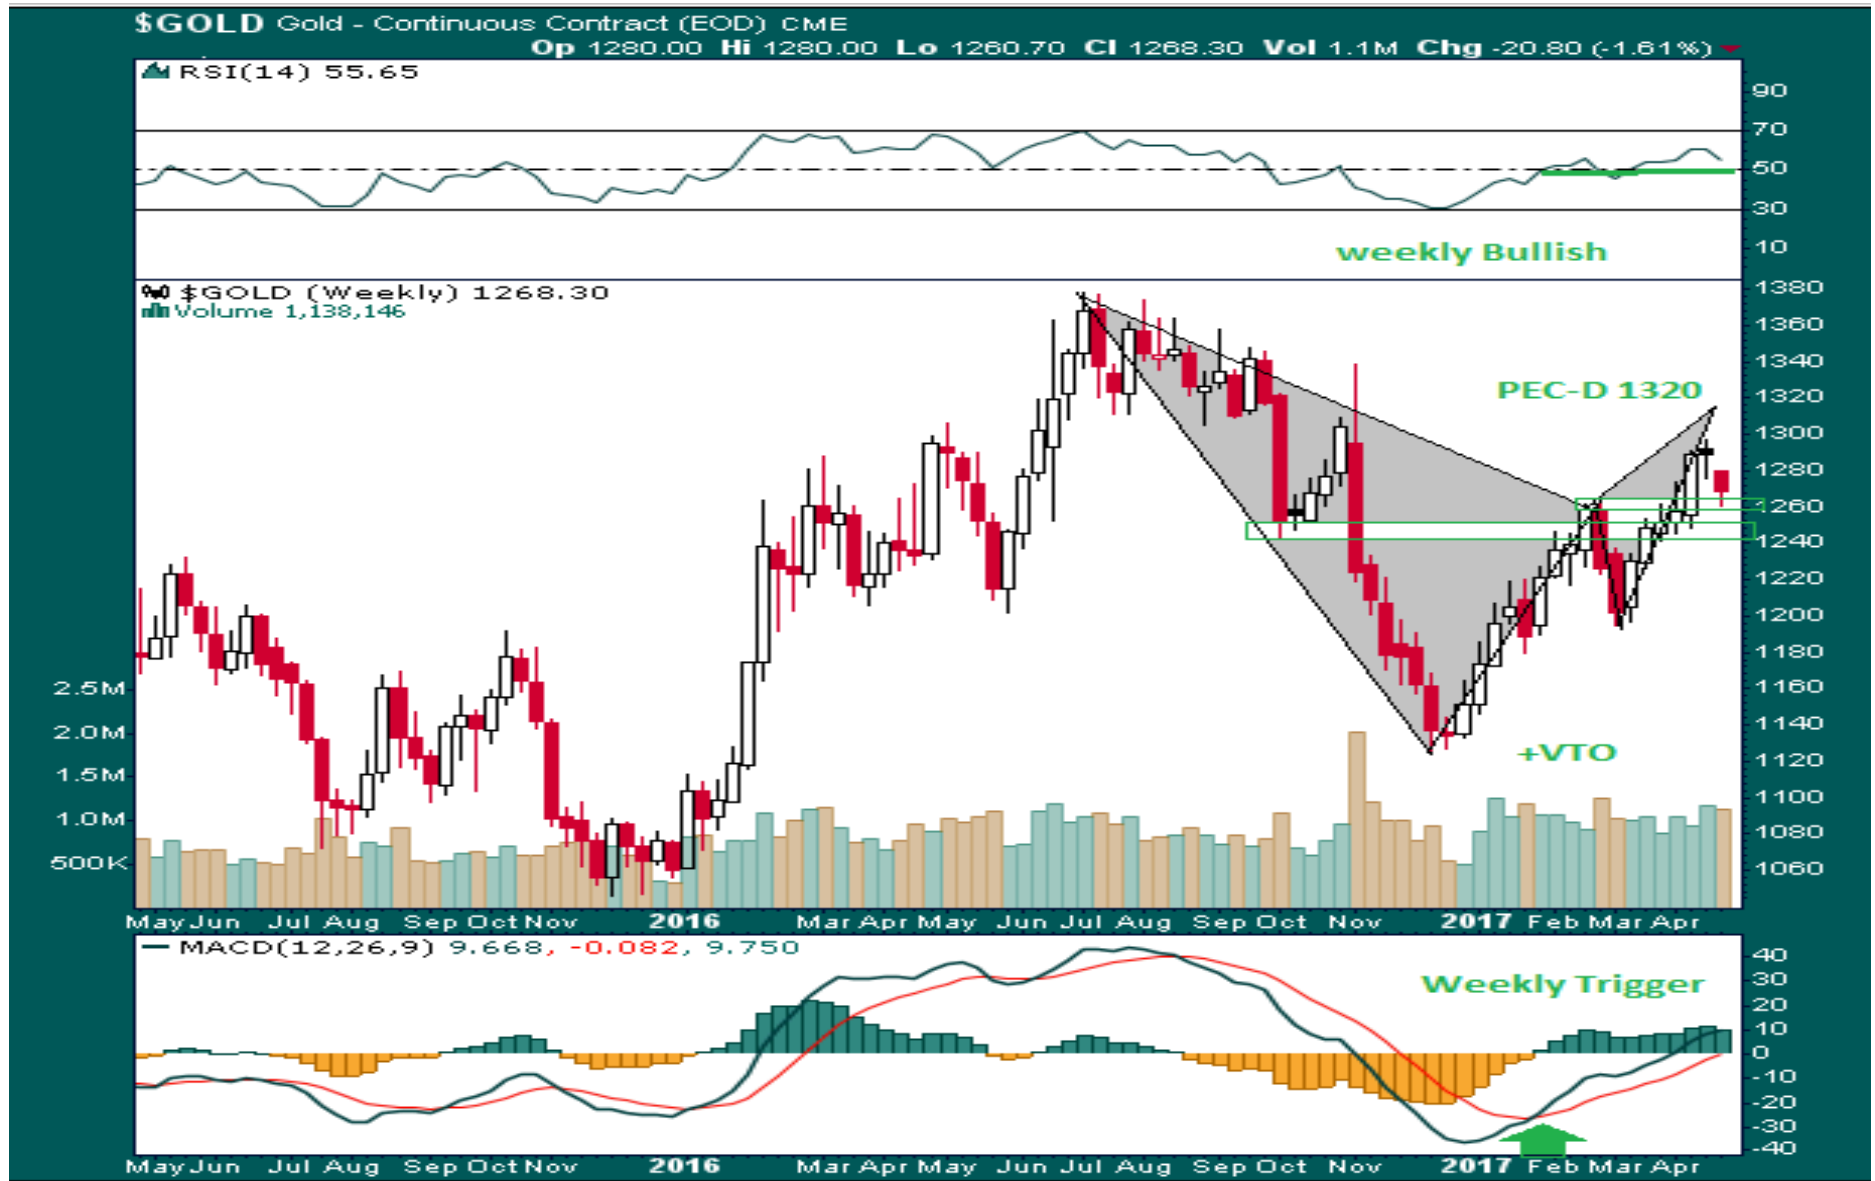 $GOLD Gold - Continuous Contract (EOD) CME
Op 1280.00 Hi 1280.00 Lo 1260.70 Cl 1268.30 Vol 1.1M Chg -20.80 (-1.61%)
RSI(14) 55.65
90
70
50
30
10
weekly Bullish
$GOLD (Weekly) 1268.30
Volume 1,138,146
1380
1360
1340
PEC-D 1320
1320
1300
1280
1260
1240
1220
1200
1180
2.5M
1160
2.0M
1140
+VTO
1.5M
1120
1100
1.0M
1080
500K
1060
May Jun Jul Aug Sep Oct Nov 2016 Mar Apr May Jun Jul Aug Sep Oct Nov 2017 Feb Mar Apr
MACD(12,26,9) 9.668, -0.082, 9.750
40
Weekly Trigger
30
20
10
0
-10
-20
-30
-40
May Jun Jul Aug Sep Oct Nov 2016 Mar Apr May Jun Jul Aug Sep Oct Nov 2017 Feb Mar Apr